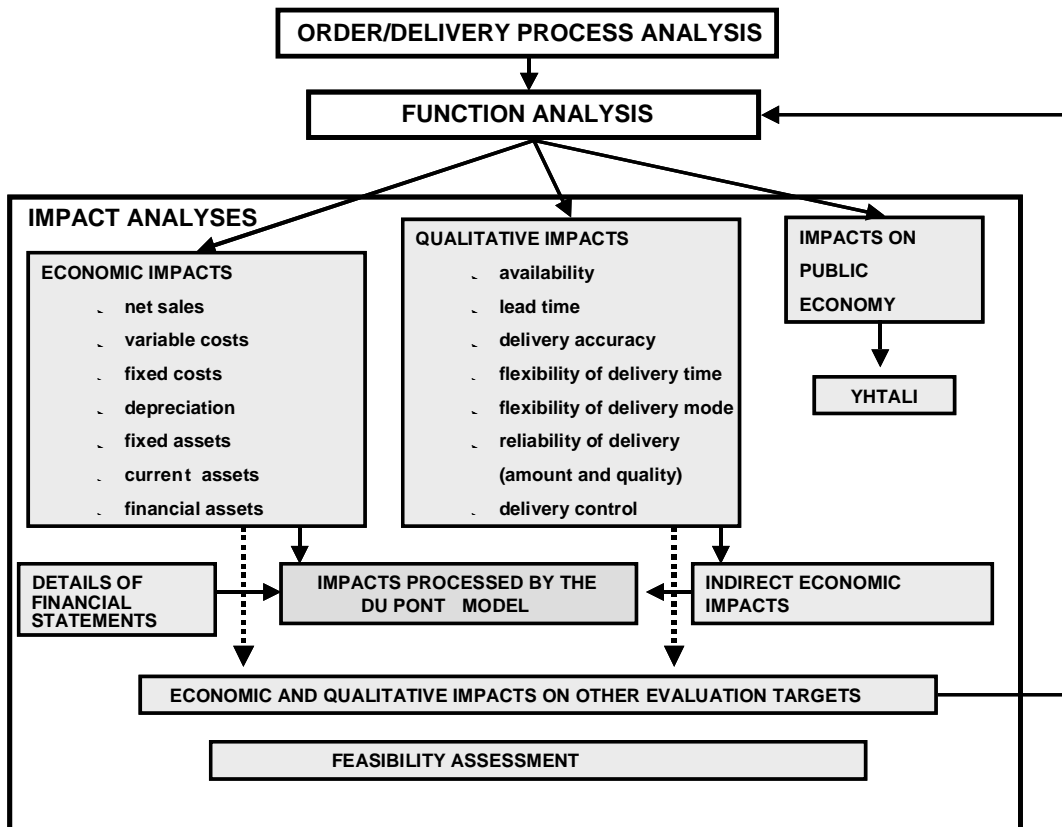 ORDER/DELIVERY PROCESS ANALYSIS
FUNCTION ANALYSIS
IMPACT ANALYSES
ECONOMIC IMPACTS
net sales
variable costs
fixed costs
depreciation
fixed assets
current assets
financial assets
QUALITATIVE IMPACTS
availability
lead time
delivery accuracy
flexibility of delivery time
flexibility of delivery mode
reliability of delivery
(amount and quality)
delivery control
IMPACTS ON
PUBLIC
ECONOMY
YHTALI
DETAILS OF
FINANCIAL
STATEMENTS
IMPACTS PROCESSED BY THE
DU PONT MODEL
INDIRECT ECONOMIC
IMPACTS
ECONOMIC AND QUALITATIVE IMPACTS ON OTHER EVALUATION TARGETS
FEASIBILITY ASSESSMENT